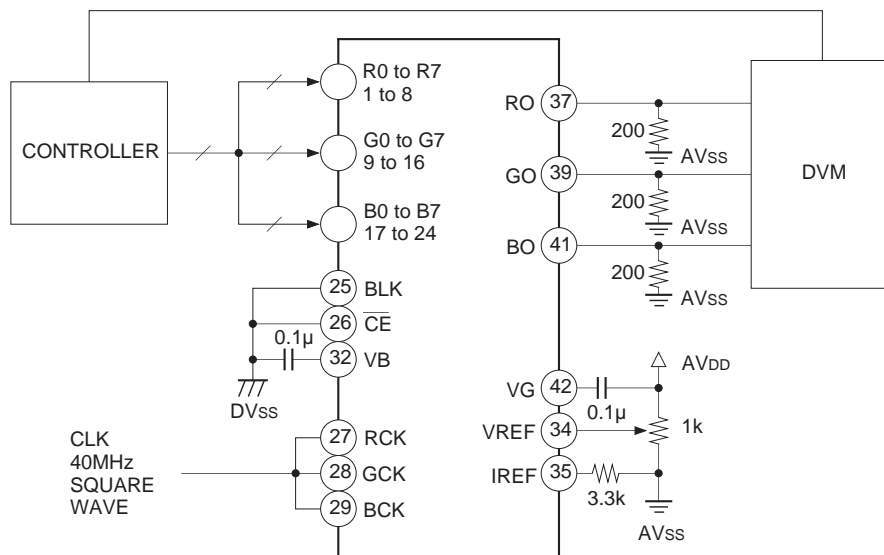 CONTROLLER
R0 to R7
1 to 8
G0 to G7
9 to 16
B0 to B7
17 to 24
25 BLK
26 CE
0.1µ
32 VB
DVSS
CLK
40MHz
SQUARE
WAVE
27 RCK
28 GCK
29 BCK
RO 37
200
AVSS
GO 39
200
AVSS
BO 41
200
AVSS
DVM
AVDD
VG 42
0.1µ
VREF 34
1k
IREF 35
3.3k
AVSS